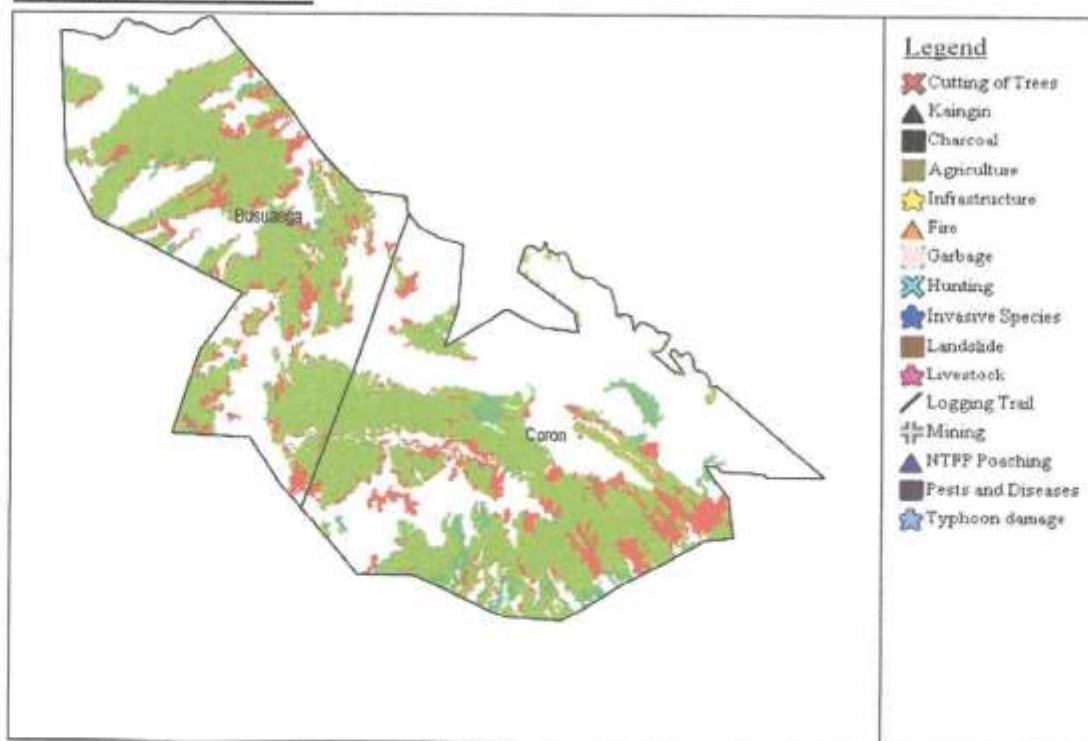 Busuanga
Coron
Legend
Cutting of Trees
Kaingin
Charcoal
Agriculture
Infrastructure
Fire
Garbage
Hunting
Invasive Species
Landslide
Livestock
Logging Trail
Mining
NTFP Poaching
Pests and Diseases
Typhoon damage